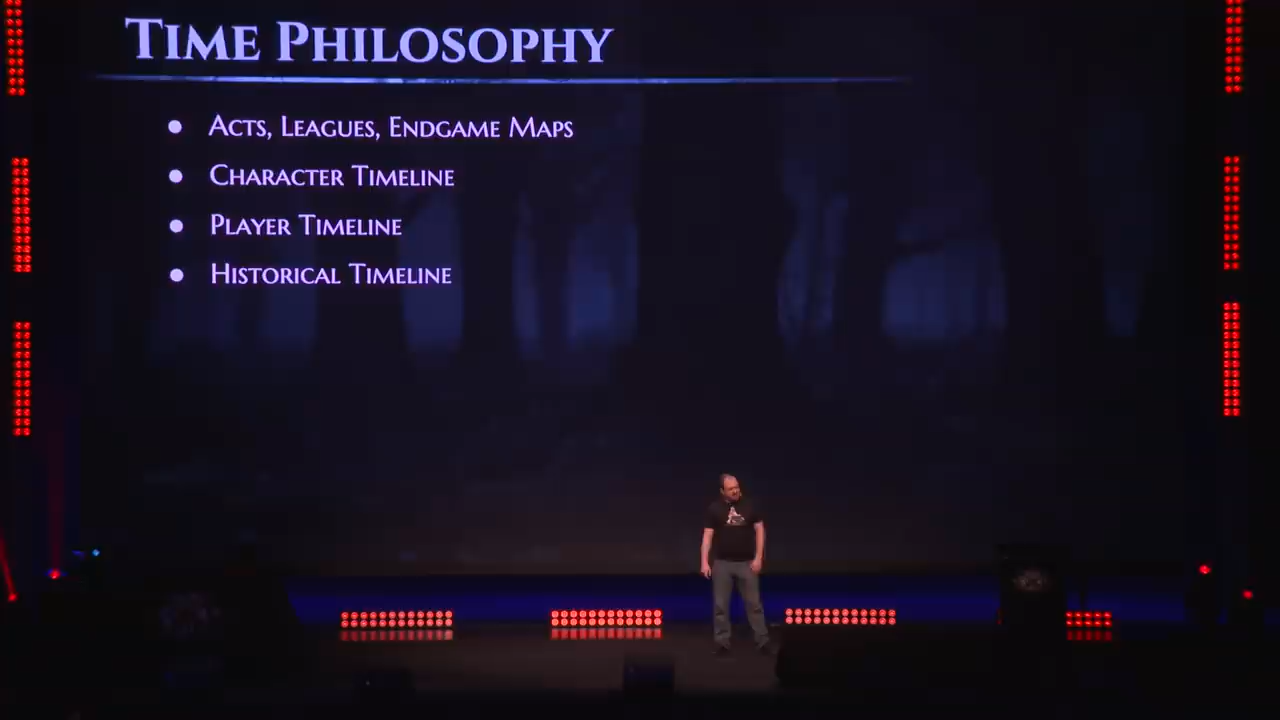 Time Philosophy
Acts, Leagues, Endgame Maps
Character Timeline
Player Timeline
Historical Timeline